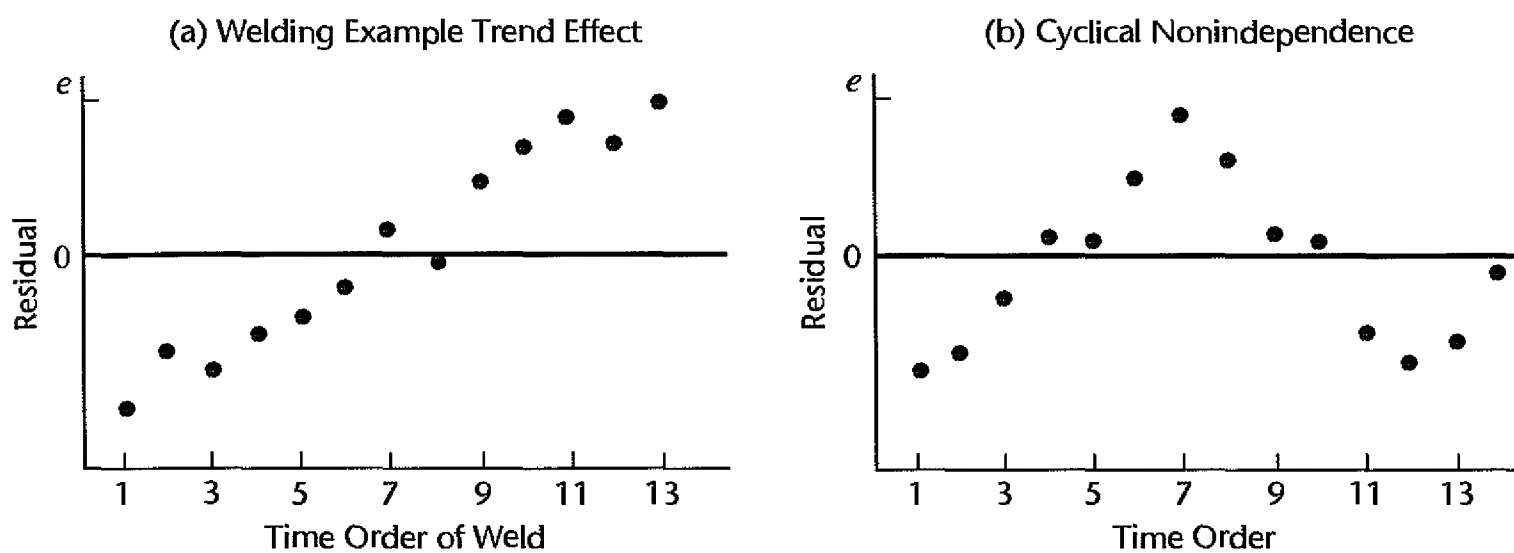 (a) Welding Example Trend Effect
e
0
Residual
1 3 5 7 9 11 13
Time Order of Weld
(b) Cyclical Nonindependence
e
0
Residual
1 3 5 7 9 11 13
Time Order